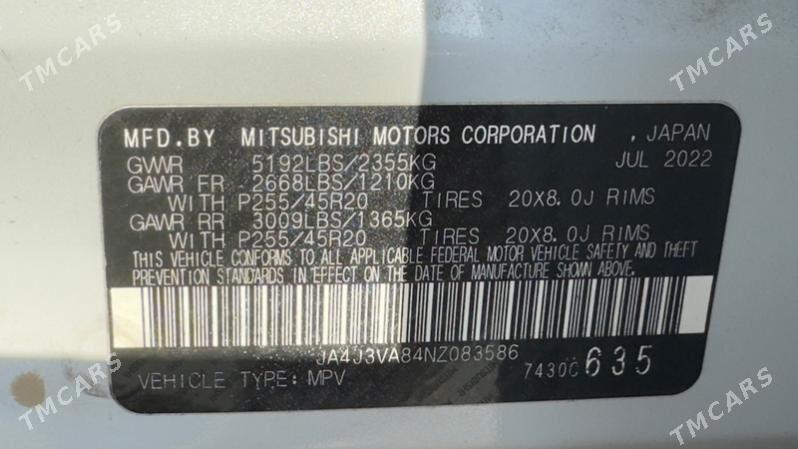 TMCARS
TMCARS
MFD.BY MITSUBISHI MOTORS CORPORATION , JAPAN
GVWR 5192LBS/2355KG JUL 2022
GAWR FR 2668LBS/1210KG
WITH P255/45R20 TIRES 20X8.0J RIMS
GAWR RR 3009LBS/1365KG
WITH P255/45R20 TIRES 20X8.0J RIMS
THIS VEHICLE CONFORMS TO ALL APPLICABLE FEDERAL MOTOR VEHICLE SAFETY AND THEFT
PREVENTION STANDARDS IN EFFECT ON THE DATE OF MANUFACTURE SHOWN ABOVE.
JA4J3VA84NZ083586
VEHICLE TYPE: MPV 7430C 635
TMCARS
TMCARS